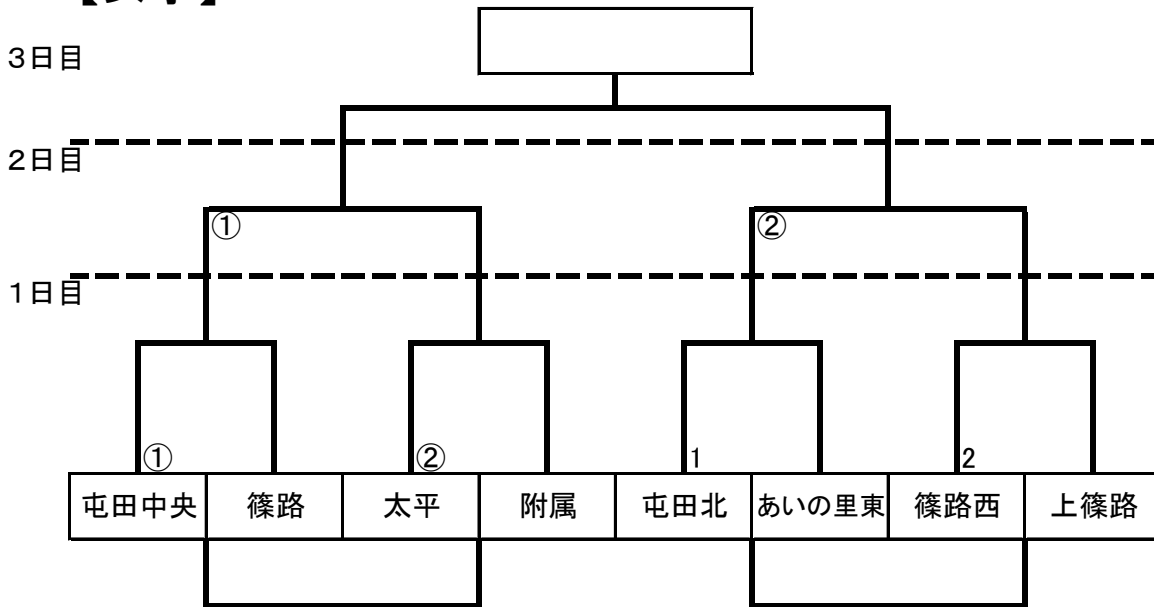 3日目
2日目
① ②
1日目
① ② 1 2
屯田中央 篠路 太平 附属 屯田北 あいの里東 篠路西 上篠路